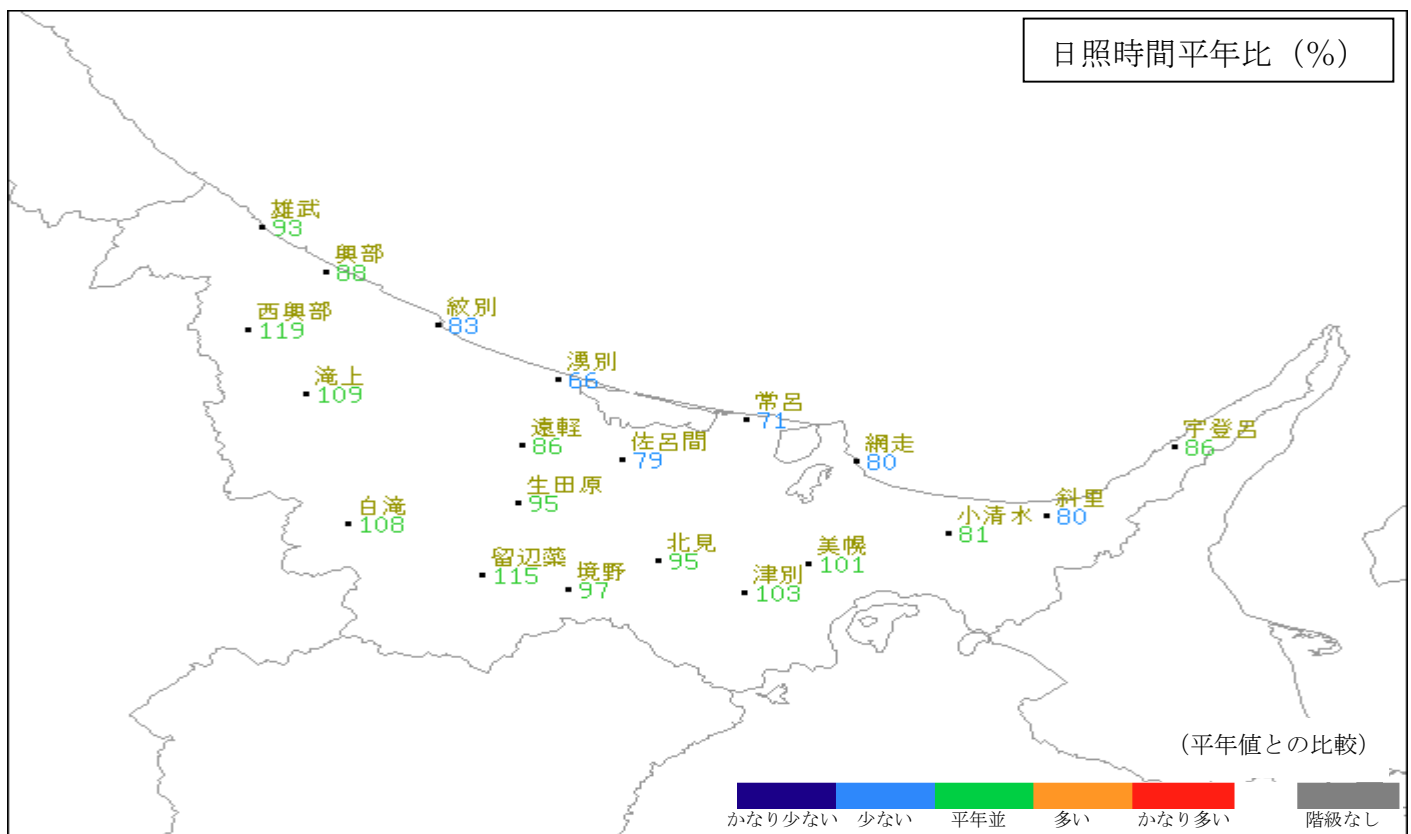 日照時間平年比（%）
雄武
93
興部
88
西興部
119
紋別
83
滝上
109
湧別
66
常呂
71
遠軽
86
佐呂間
79
網走
80
宇登呂
86
生田原
95
白滝
108
斜里
80
小清水
81
北見
95
美幌
101
留辺蘂
115
境野
97
津別
103
（平年値との比較）
かなり少ない 少ない 平年並 多い かなり多い 階級なし